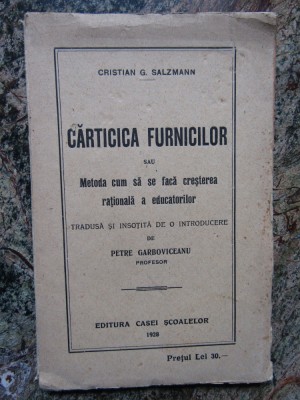 CRISTIAN G. SALZMANN
CĂRTICICA FURNICILOR
SAU
Metoda cum să se facă creșterea
rațională a educatorilor
TRADUSĂ ȘI INSOȚITĂ DE O INTRODUCERE
DE
PETRE GARBOVICEANU
PROFESOR
EDITURA CASEI ȘCOALELOR
1928
Prețul Lei 30.—